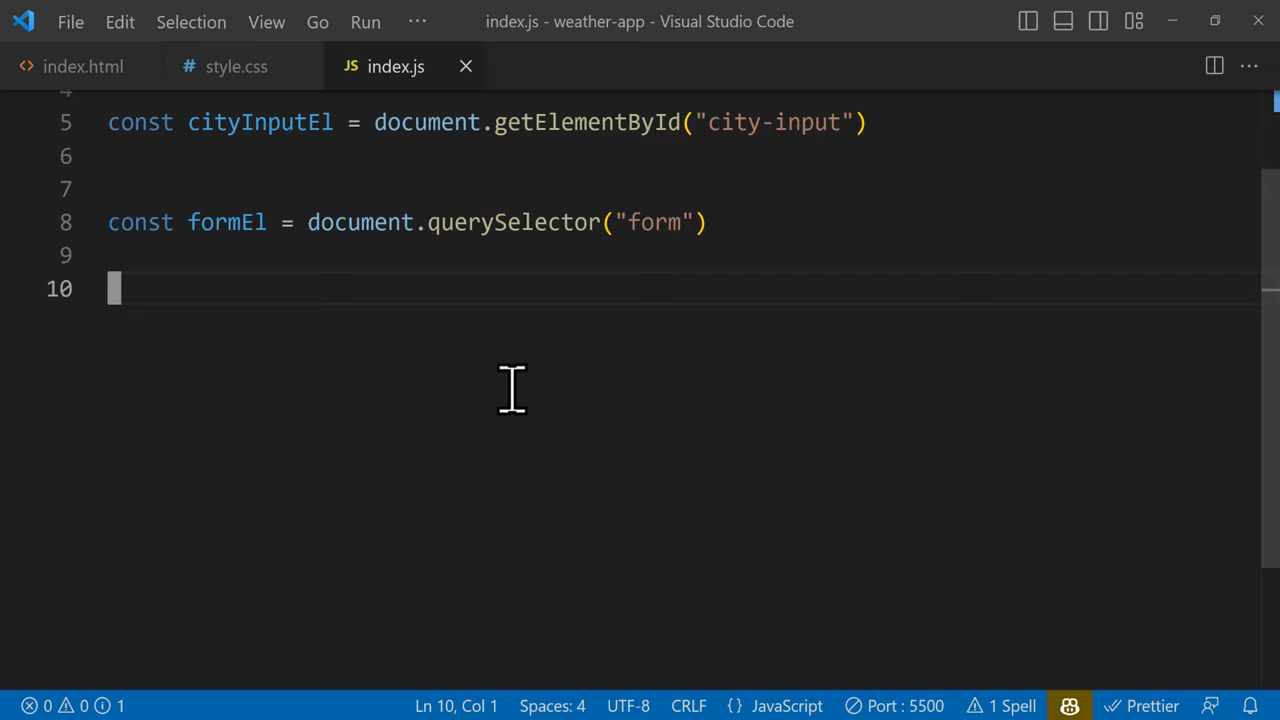 File Edit Selection View Go Run ··· index.js - weather-app - Visual Studio Code
index.html # style.css JS index.js
4
5 const cityInputEl = document.getElementById("city-input")
6
7
8 const formEl = document.querySelector("form")
9
10
0 0 1 Ln 10, Col 1 Spaces: 4 UTF-8 CRLF {} JavaScript Port : 5500 1 Spell Prettier